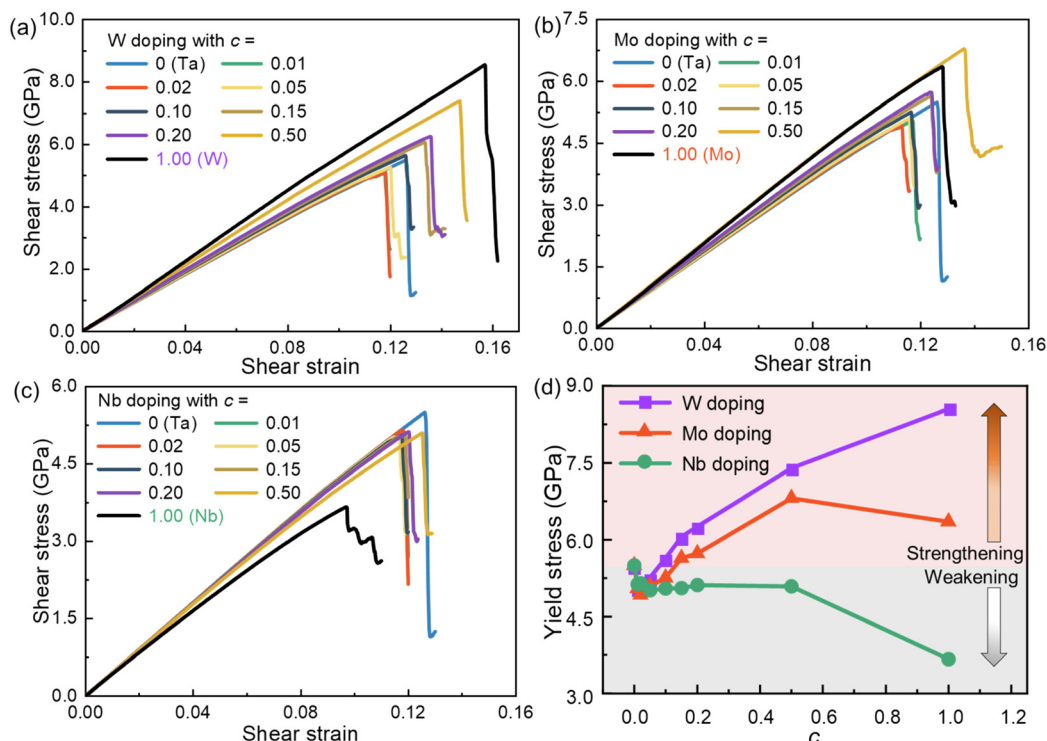 (a)
W doping with c =
0 (Ta) 0.01
0.02 0.05
0.10 0.15
0.20 0.50
1.00 (W)
Shear stress (GPa)
10.0
8.0
6.0
4.0
2.0
0.0
0.00 0.04 0.08 0.12 0.16
Shear strain
(b)
Mo doping with c =
0 (Ta) 0.01
0.02 0.05
0.10 0.15
0.20 0.50
1.00 (Mo)
Shear stress (GPa)
7.5
6.0
4.5
3.0
1.5
0.0
0.00 0.04 0.08 0.12 0.16
Shear strain
(c)
Nb doping with c =
0 (Ta) 0.01
0.02 0.05
0.10 0.15
0.20 0.50
1.00 (Nb)
Shear stress (GPa)
6.0
4.5
3.0
1.5
0.0
0.00 0.04 0.08 0.12 0.16
Shear strain
(d)
W doping
Mo doping
Nb doping
Strengthening
Weakening
Yield stress (GPa)
9.0
7.5
6.0
4.5
3.0
0.0 0.2 0.4 0.6 0.8 1.0 1.2
c